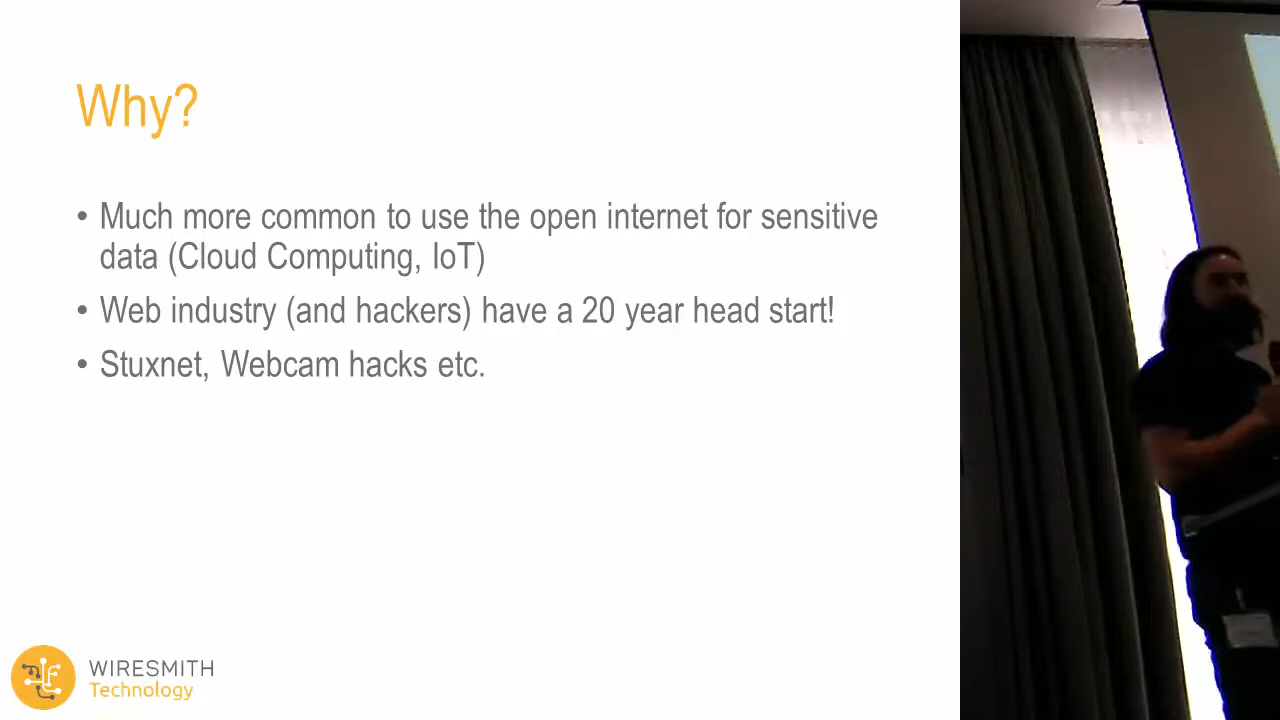 Why?
• Much more common to use the open internet for sensitive
data (Cloud Computing, IoT)
• Web industry (and hackers) have a 20 year head start!
• Stuxnet, Webcam hacks etc.
WIRESMITH
Technology